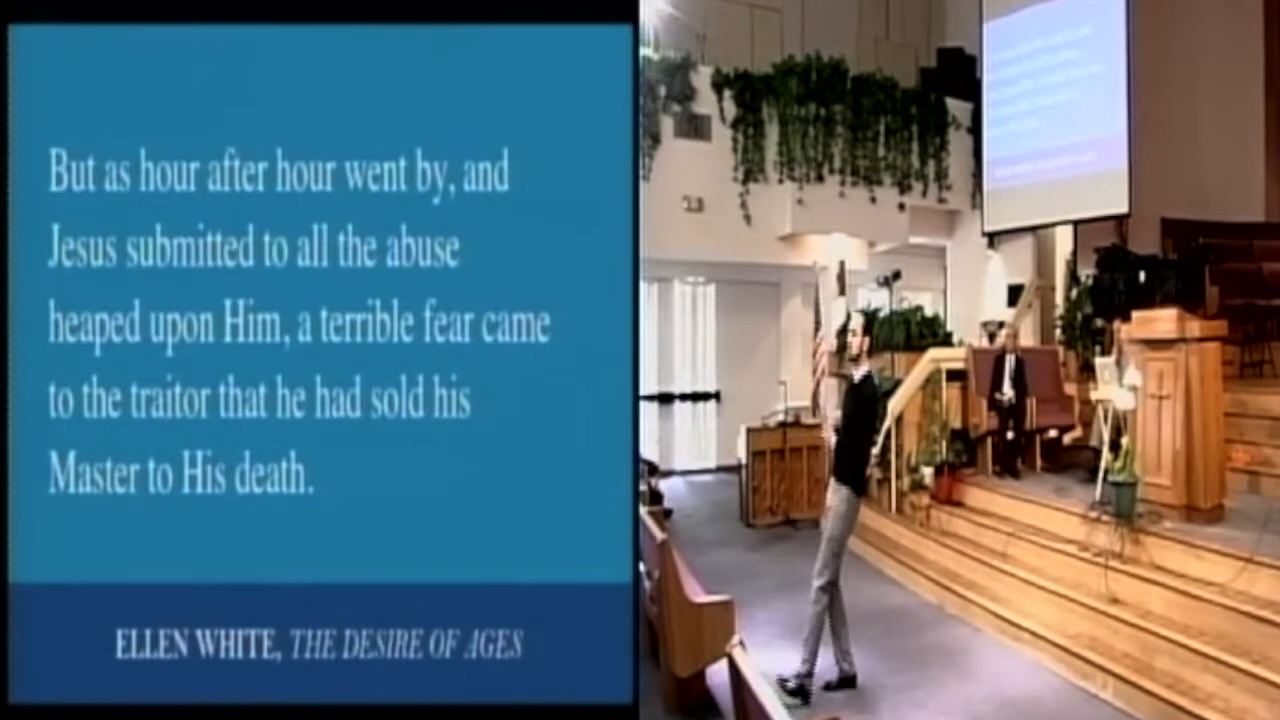 But as hour after hour went by, and
Jesus submitted to all the abuse
heaped upon Him, a terrible fear came
to the traitor that he had sold his
Master to His death.
ELLEN WHITE, THE DESIRE OF AGES